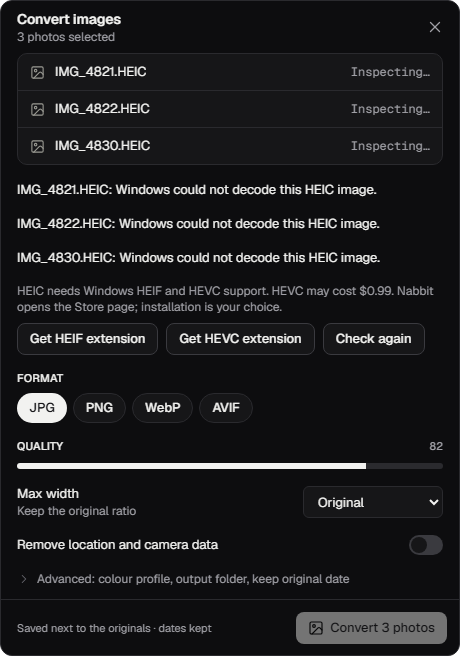 Convert images
3 photos selected
IMG_4821.HEIC Inspecting…
IMG_4822.HEIC Inspecting…
IMG_4830.HEIC Inspecting…
IMG_4821.HEIC: Windows could not decode this HEIC image.
IMG_4822.HEIC: Windows could not decode this HEIC image.
IMG_4830.HEIC: Windows could not decode this HEIC image.
HEIC needs Windows HEIF and HEVC support. HEVC may cost $0.99. Nabbit
opens the Store page; installation is your choice.
Get HEIF extension Get HEVC extension Check again
FORMAT
JPG PNG WebP AVIF
QUALITY 82
Max width
Keep the original ratio
Original
Remove location and camera data
Advanced: colour profile, output folder, keep original date
Saved next to the originals · dates kept
Convert 3 photos